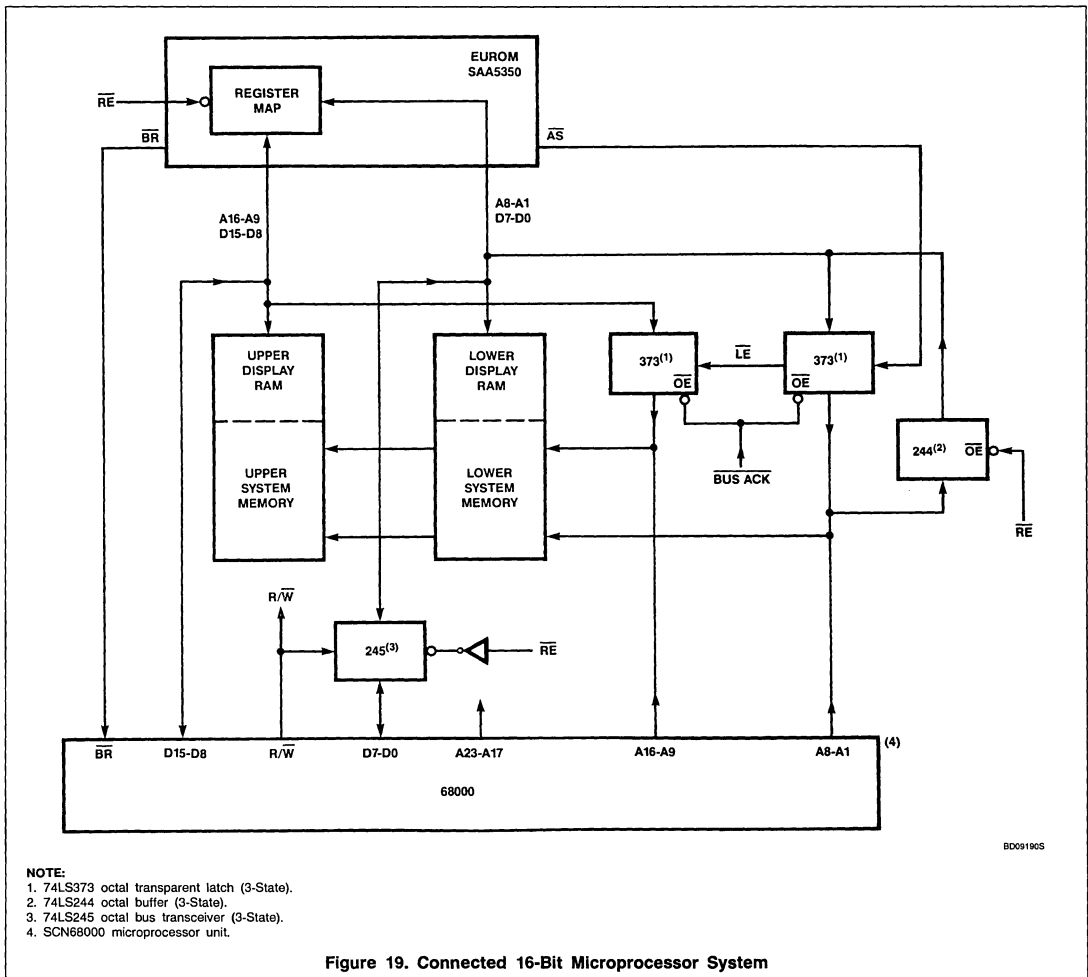 EUROM
SAA5350
REGISTER
MAP
RE
BR
AS
A16-A9
D15-D8
A8-A1
D7-D0
UPPER
DISPLAY
RAM
LOWER
DISPLAY
RAM
373(1)
OE
LE
373(1)
OE
UPPER
SYSTEM
MEMORY
LOWER
SYSTEM
MEMORY
BUS ACK
244(2)
OE
RE
R/W
245(3)
RE
BR
D15-D8
R/W
D7-D0
A23-A17
A16-A9
A8-A1
(4)
68000
BD09190S
NOTE:
1. 74LS373 octal transparent latch (3-State).
2. 74LS244 octal buffer (3-State).
3. 74LS245 octal bus transceiver (3-State).
4. SCN68000 microprocessor unit.
Figure 19. Connected 16-Bit Microprocessor System